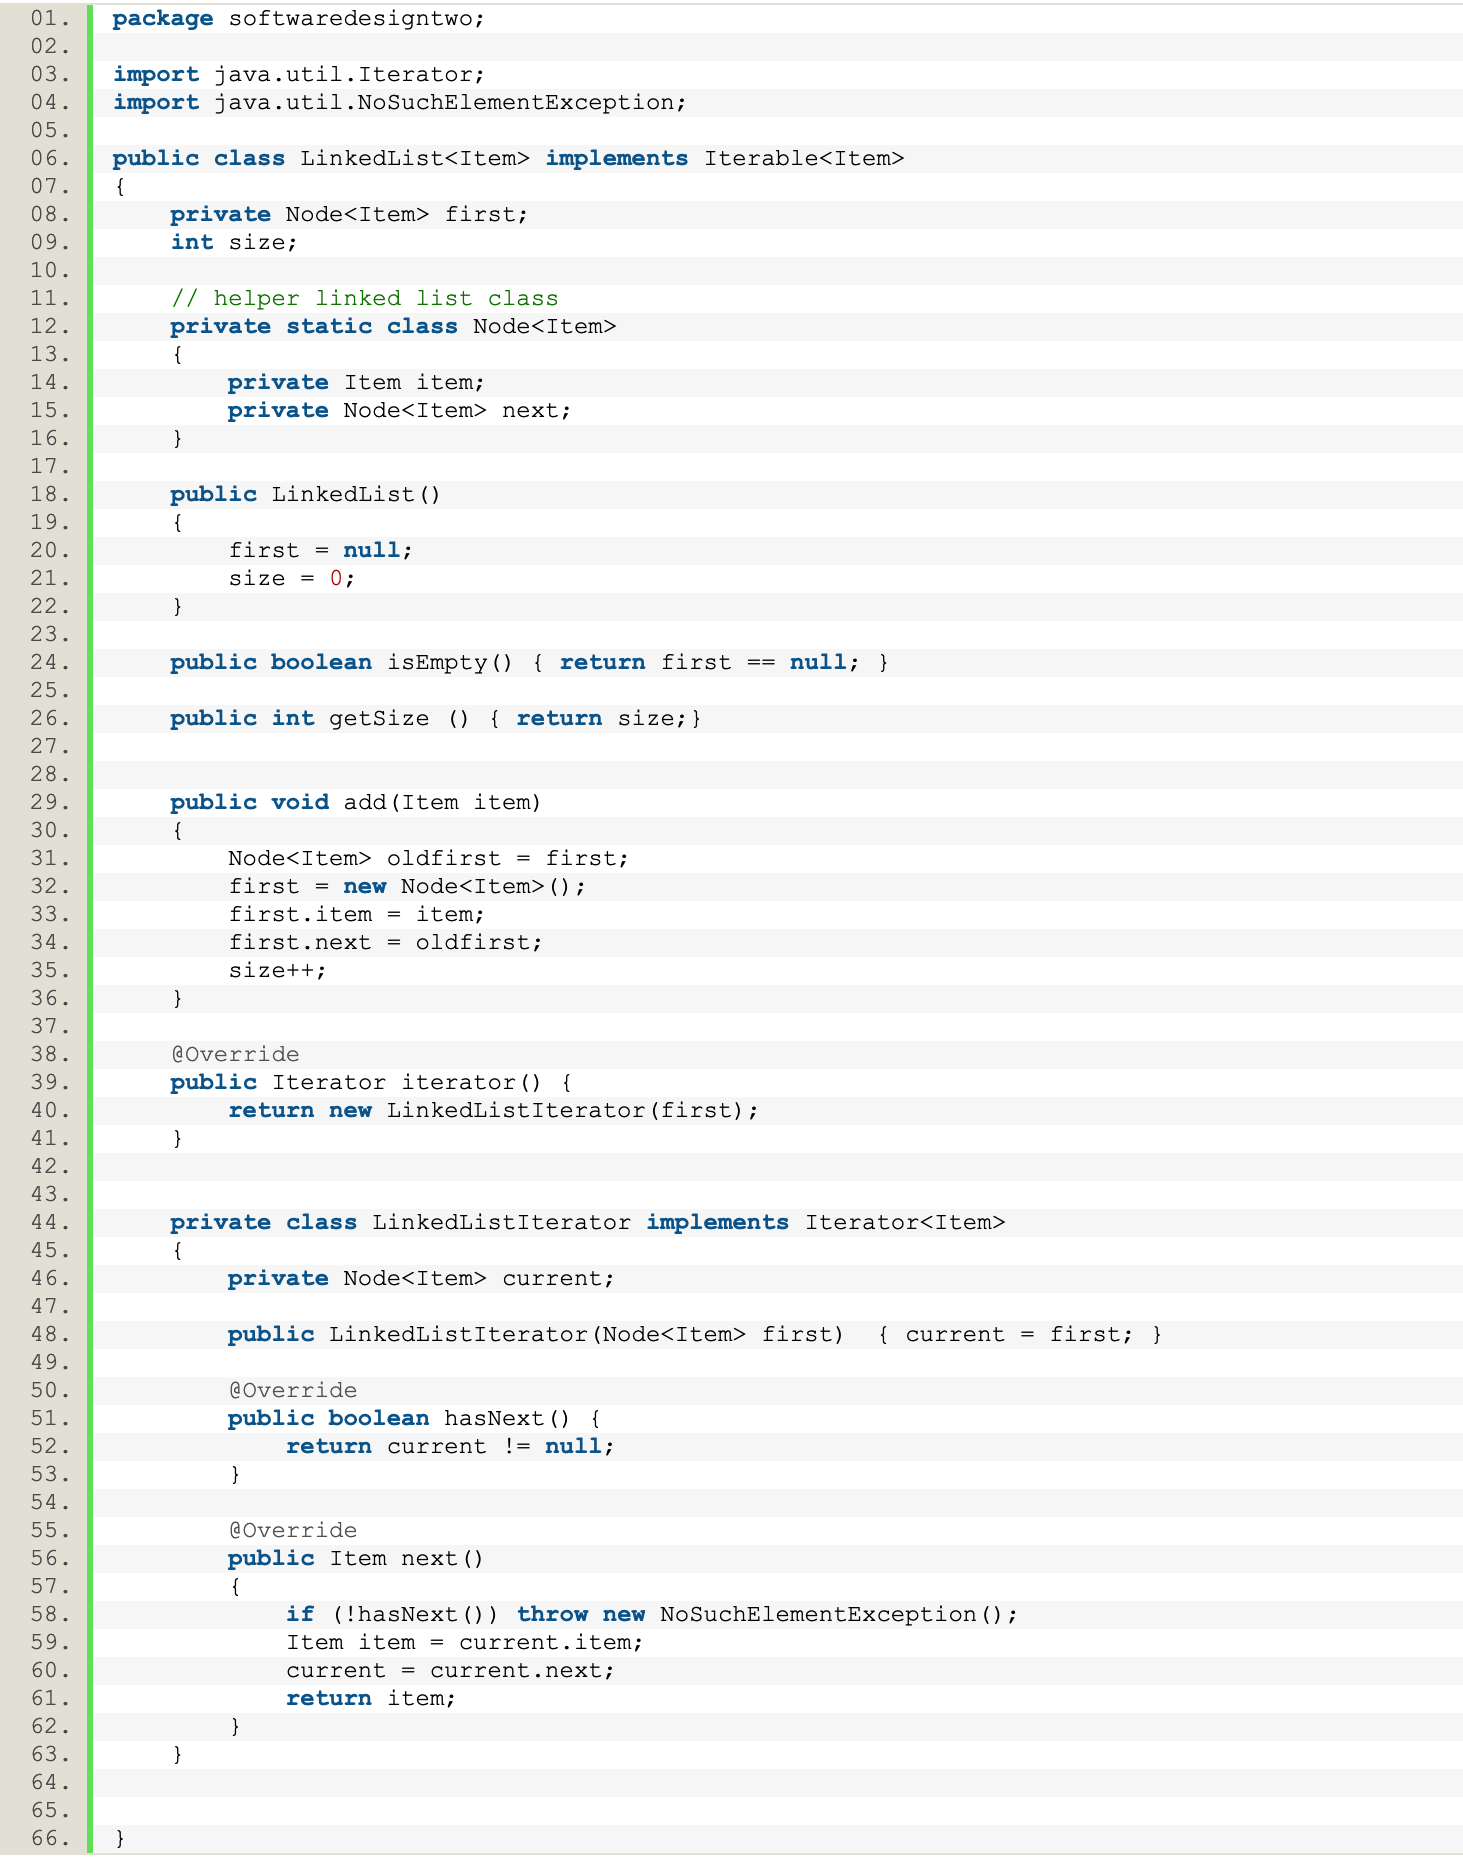 01. package softwaredesigntwo;
02.
03. import java.util.Iterator;
04. import java.util.NoSuchElementException;
05.
06. public class LinkedList<Item> implements Iterable<Item>
07. {
08.     private Node<Item> first;
09.     int size;
10.
11.     // helper linked list class
12.     private static class Node<Item>
13.     {
14.         private Item item;
15.         private Node<Item> next;
16.     }
17.
18.     public LinkedList()
19.     {
20.         first = null;
21.         size = 0;
22.     }
23.
24.     public boolean isEmpty() { return first == null; }
25.
26.     public int getSize () { return size;}
27.
28.
29.     public void add(Item item)
30.     {
31.         Node<Item> oldfirst = first;
32.         first = new Node<Item>();
33.         first.item = item;
34.         first.next = oldfirst;
35.         size++;
36.     }
37.
38.     @Override
39.     public Iterator iterator() {
40.         return new LinkedListIterator(first);
41.     }
42.
43.
44.     private class LinkedListIterator implements Iterator<Item>
45.     {
46.         private Node<Item> current;
47.
48.         public LinkedListIterator(Node<Item> first)  { current = first; }
49.
50.         @Override
51.         public boolean hasNext() {
52.             return current != null;
53.         }
54.
55.         @Override
56.         public Item next()
57.         {
58.             if (!hasNext()) throw new NoSuchElementException();
59.             Item item = current.item;
60.             current = current.next;
61.             return item;
62.         }
63.     }
64.
65.
66. }